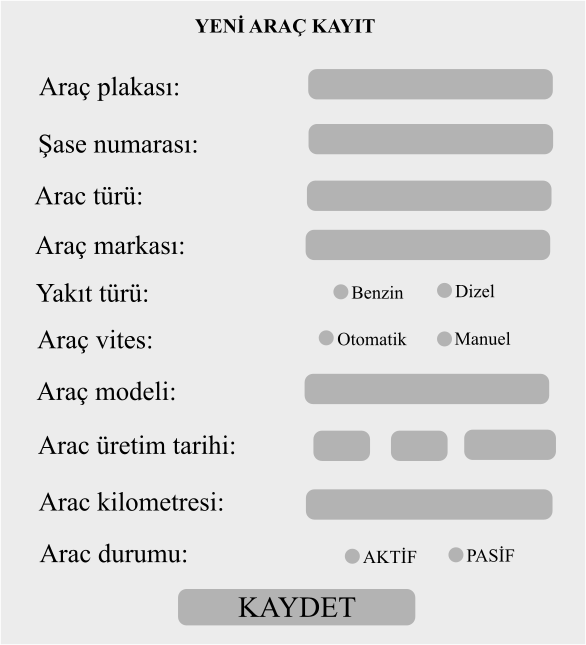 YENİ ARAÇ KAYIT
Araç plakası:
Şase numarası:
Arac türü:
Araç markası:
Yakıt türü: Benzin Dizel
Araç vites: Otomatik Manuel
Araç modeli:
Arac üretim tarihi:
Arac kilometresi:
Arac durumu: AKTİF PASİF
KAYDET